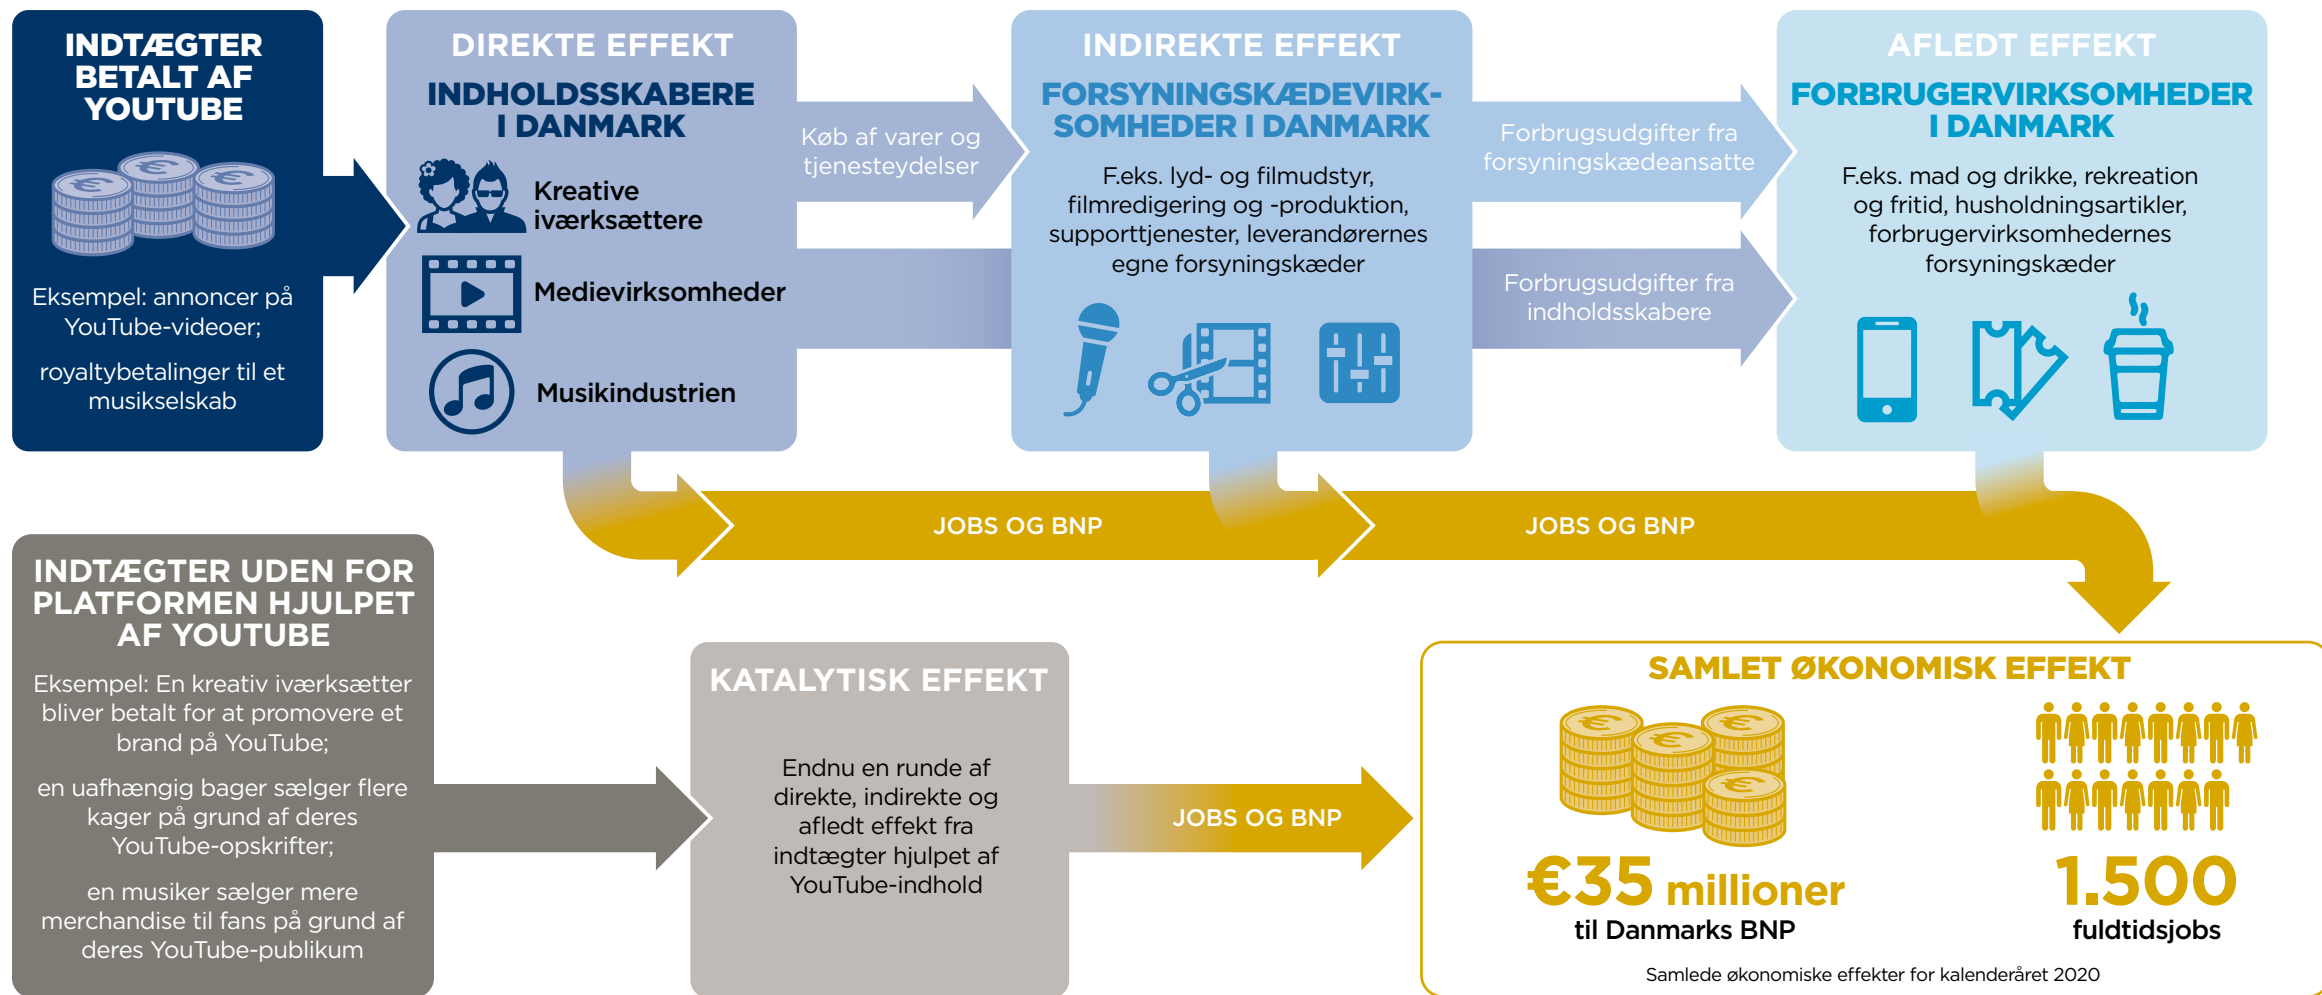 INDTÆGTER
BETALT AF
YOUTUBE
Eksempel: annoncer på
YouTube-videoer;
royaltybetalinger til et
musikselskab
DIREKTE EFFEKT
INDHOLDSSKABERE
I DANMARK
Kreative
iværksættere
Medievirksomheder
Musikindustrien
Køb af varer og
tjenesteydelser
INDIREKTE EFFEKT
FORSYNINGSKÆDEVIRK-
SOMHEDER I DANMARK
F.eks. lyd- og filmudstyr,
filmredigering og -produktion,
supporttjenester, leverandørernes
egne forsyningskæder
Forbrugsudgifter fra
forsyningskædeansatte
Forbrugsudgifter fra
indholdsskabere
AFLEDT EFFEKT
FORBRUGERVIRKSOMHEDER
I DANMARK
F.eks. mad og drikke, rekreation
og fritid, husholdningsartikler,
forbrugervirksomhedernes
forsyningskæder
JOBS OG BNP
JOBS OG BNP
INDTÆGTER UDEN FOR
PLATFORMEN HJULPET
AF YOUTUBE
Eksempel: En kreativ iværksætter
bliver betalt for at promovere et
brand på YouTube;
en uafhængig bager sælger flere
kager på grund af deres
YouTube-opskrifter;
en musiker sælger mere
merchandise til fans på grund af
deres YouTube-publikum
KATALYTISK EFFEKT
Endnu en runde af
direkte, indirekte og
afledt effekt fra
indtægter hjulpet af
YouTube-indhold
JOBS OG BNP
SAMLET ØKONOMISK EFFEKT
€35 millioner
til Danmarks BNP
1.500
fuldtidsjobs
Samlede økonomiske effekter for kalenderåret 2020